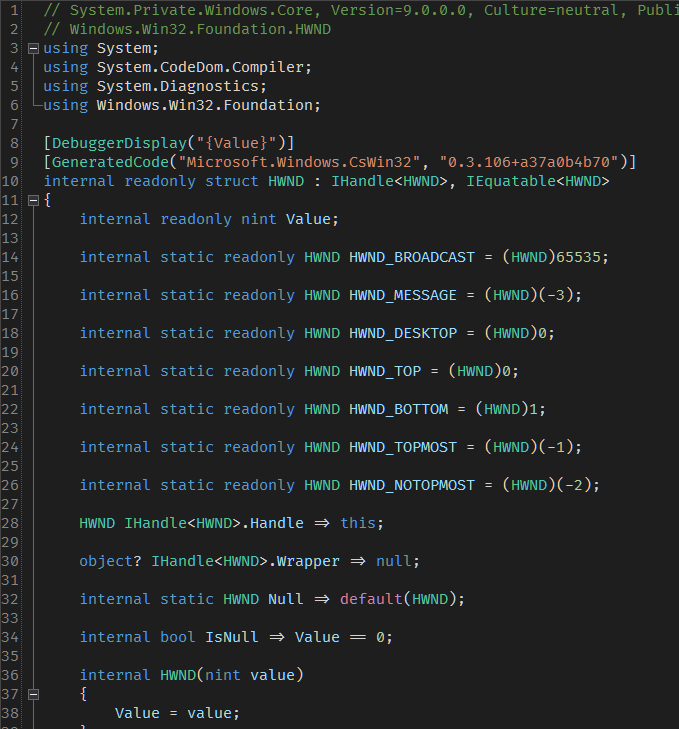 1 // System.Private.Windows.Core, Version=9.0.0.0, Culture=neutral,
2 // Windows.Win32.Foundation.HWND
3 using System;
4 using System.CodeDom.Compiler;
5 using System.Diagnostics;
6 using Windows.Win32.Foundation;
7
8 [DebuggerDisplay("{Value}")]
9 [GeneratedCode("Microsoft.Windows.CsWin32", "0.3.106+a37a0b4b70")]
10 internal readonly struct HWND : IHandle<HWND>, IEquatable<HWND>
11 {
12 internal readonly nint Value;
13
14 internal static readonly HWND HWND_BROADCAST = (HWND)65535;
15
16 internal static readonly HWND HWND_MESSAGE = (HWND)(-3);
17
18 internal static readonly HWND HWND_DESKTOP = (HWND)0;
19
20 internal static readonly HWND HWND_TOP = (HWND)0;
21
22 internal static readonly HWND HWND_BOTTOM = (HWND)1;
23
24 internal static readonly HWND HWND_TOPMOST = (HWND)(-1);
25
26 internal static readonly HWND HWND_NOTOPMOST = (HWND)(-2);
27
28 HWND IHandle<HWND>.Handle => this;
29
30 object? IHandle<HWND>.Wrapper => null;
31
32 internal static HWND Null => default(HWND);
33
34 internal bool IsNull => Value == 0;
35
36 internal HWND(nint value)
37 {
38 Value = value;